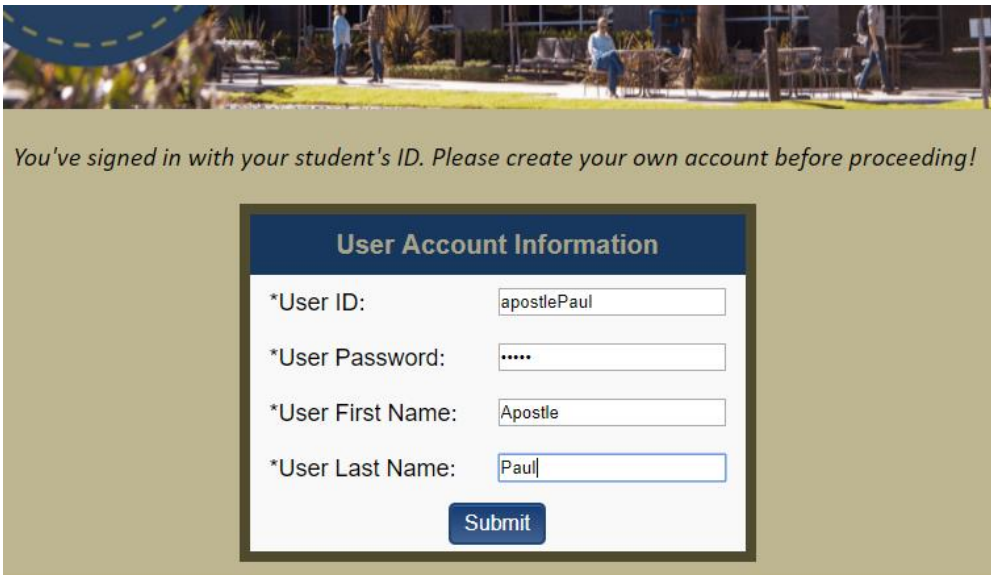 You've signed in with your student's ID. Please create your own account before proceeding!
User Account Information
*User ID: apostlePaul
*User Password: •••••
*User First Name: Apostle
*User Last Name: Paul
Submit